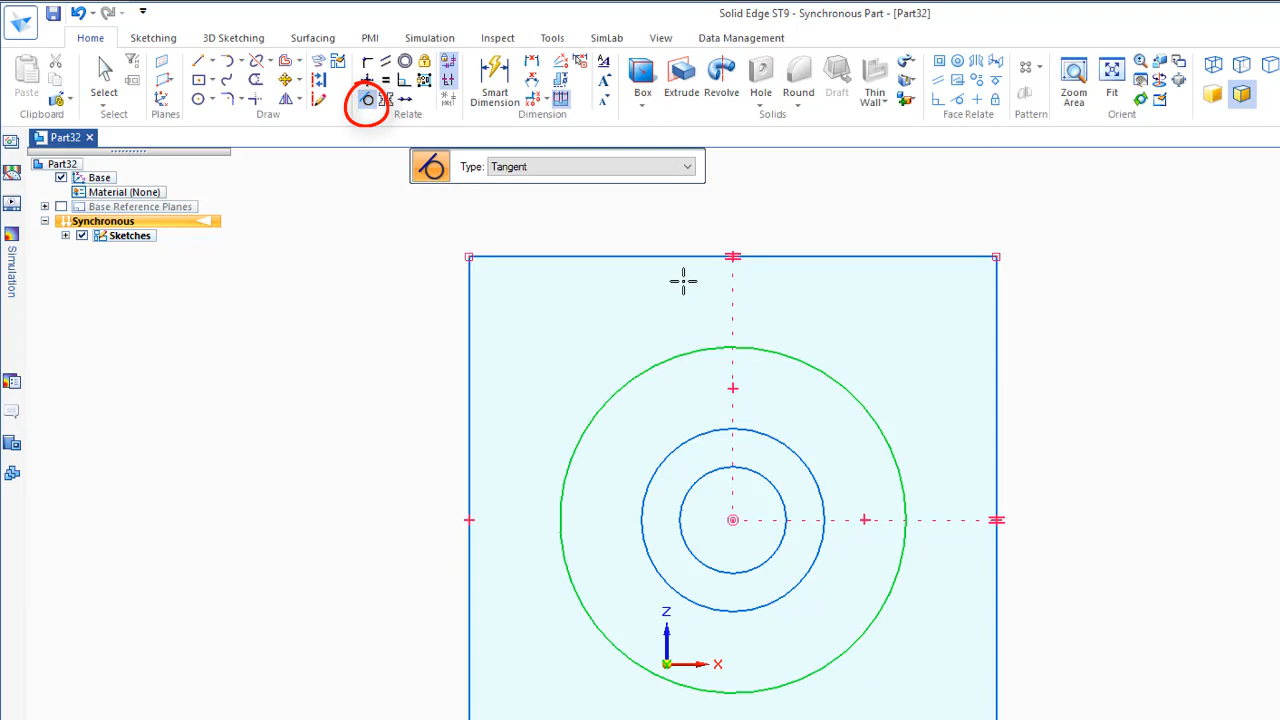 Solid Edge ST9 - Synchronous Part - [Part32]
Home Sketching 3D Sketching Surfacing PMI Simulation Inspect Tools SimLab View Data Management
Paste Select Smart Dimension Box Extrude Revolve Hole Round Draft Thin Wall Zoom Area Fit
Clipboard Select Planes Draw Relate Dimension Solids Face Relate Pattern Orient
Part32
Part32
Base
Material (None)
Base Reference Planes
Synchronous
Sketches
Simulation
Type: Tangent
Z
X